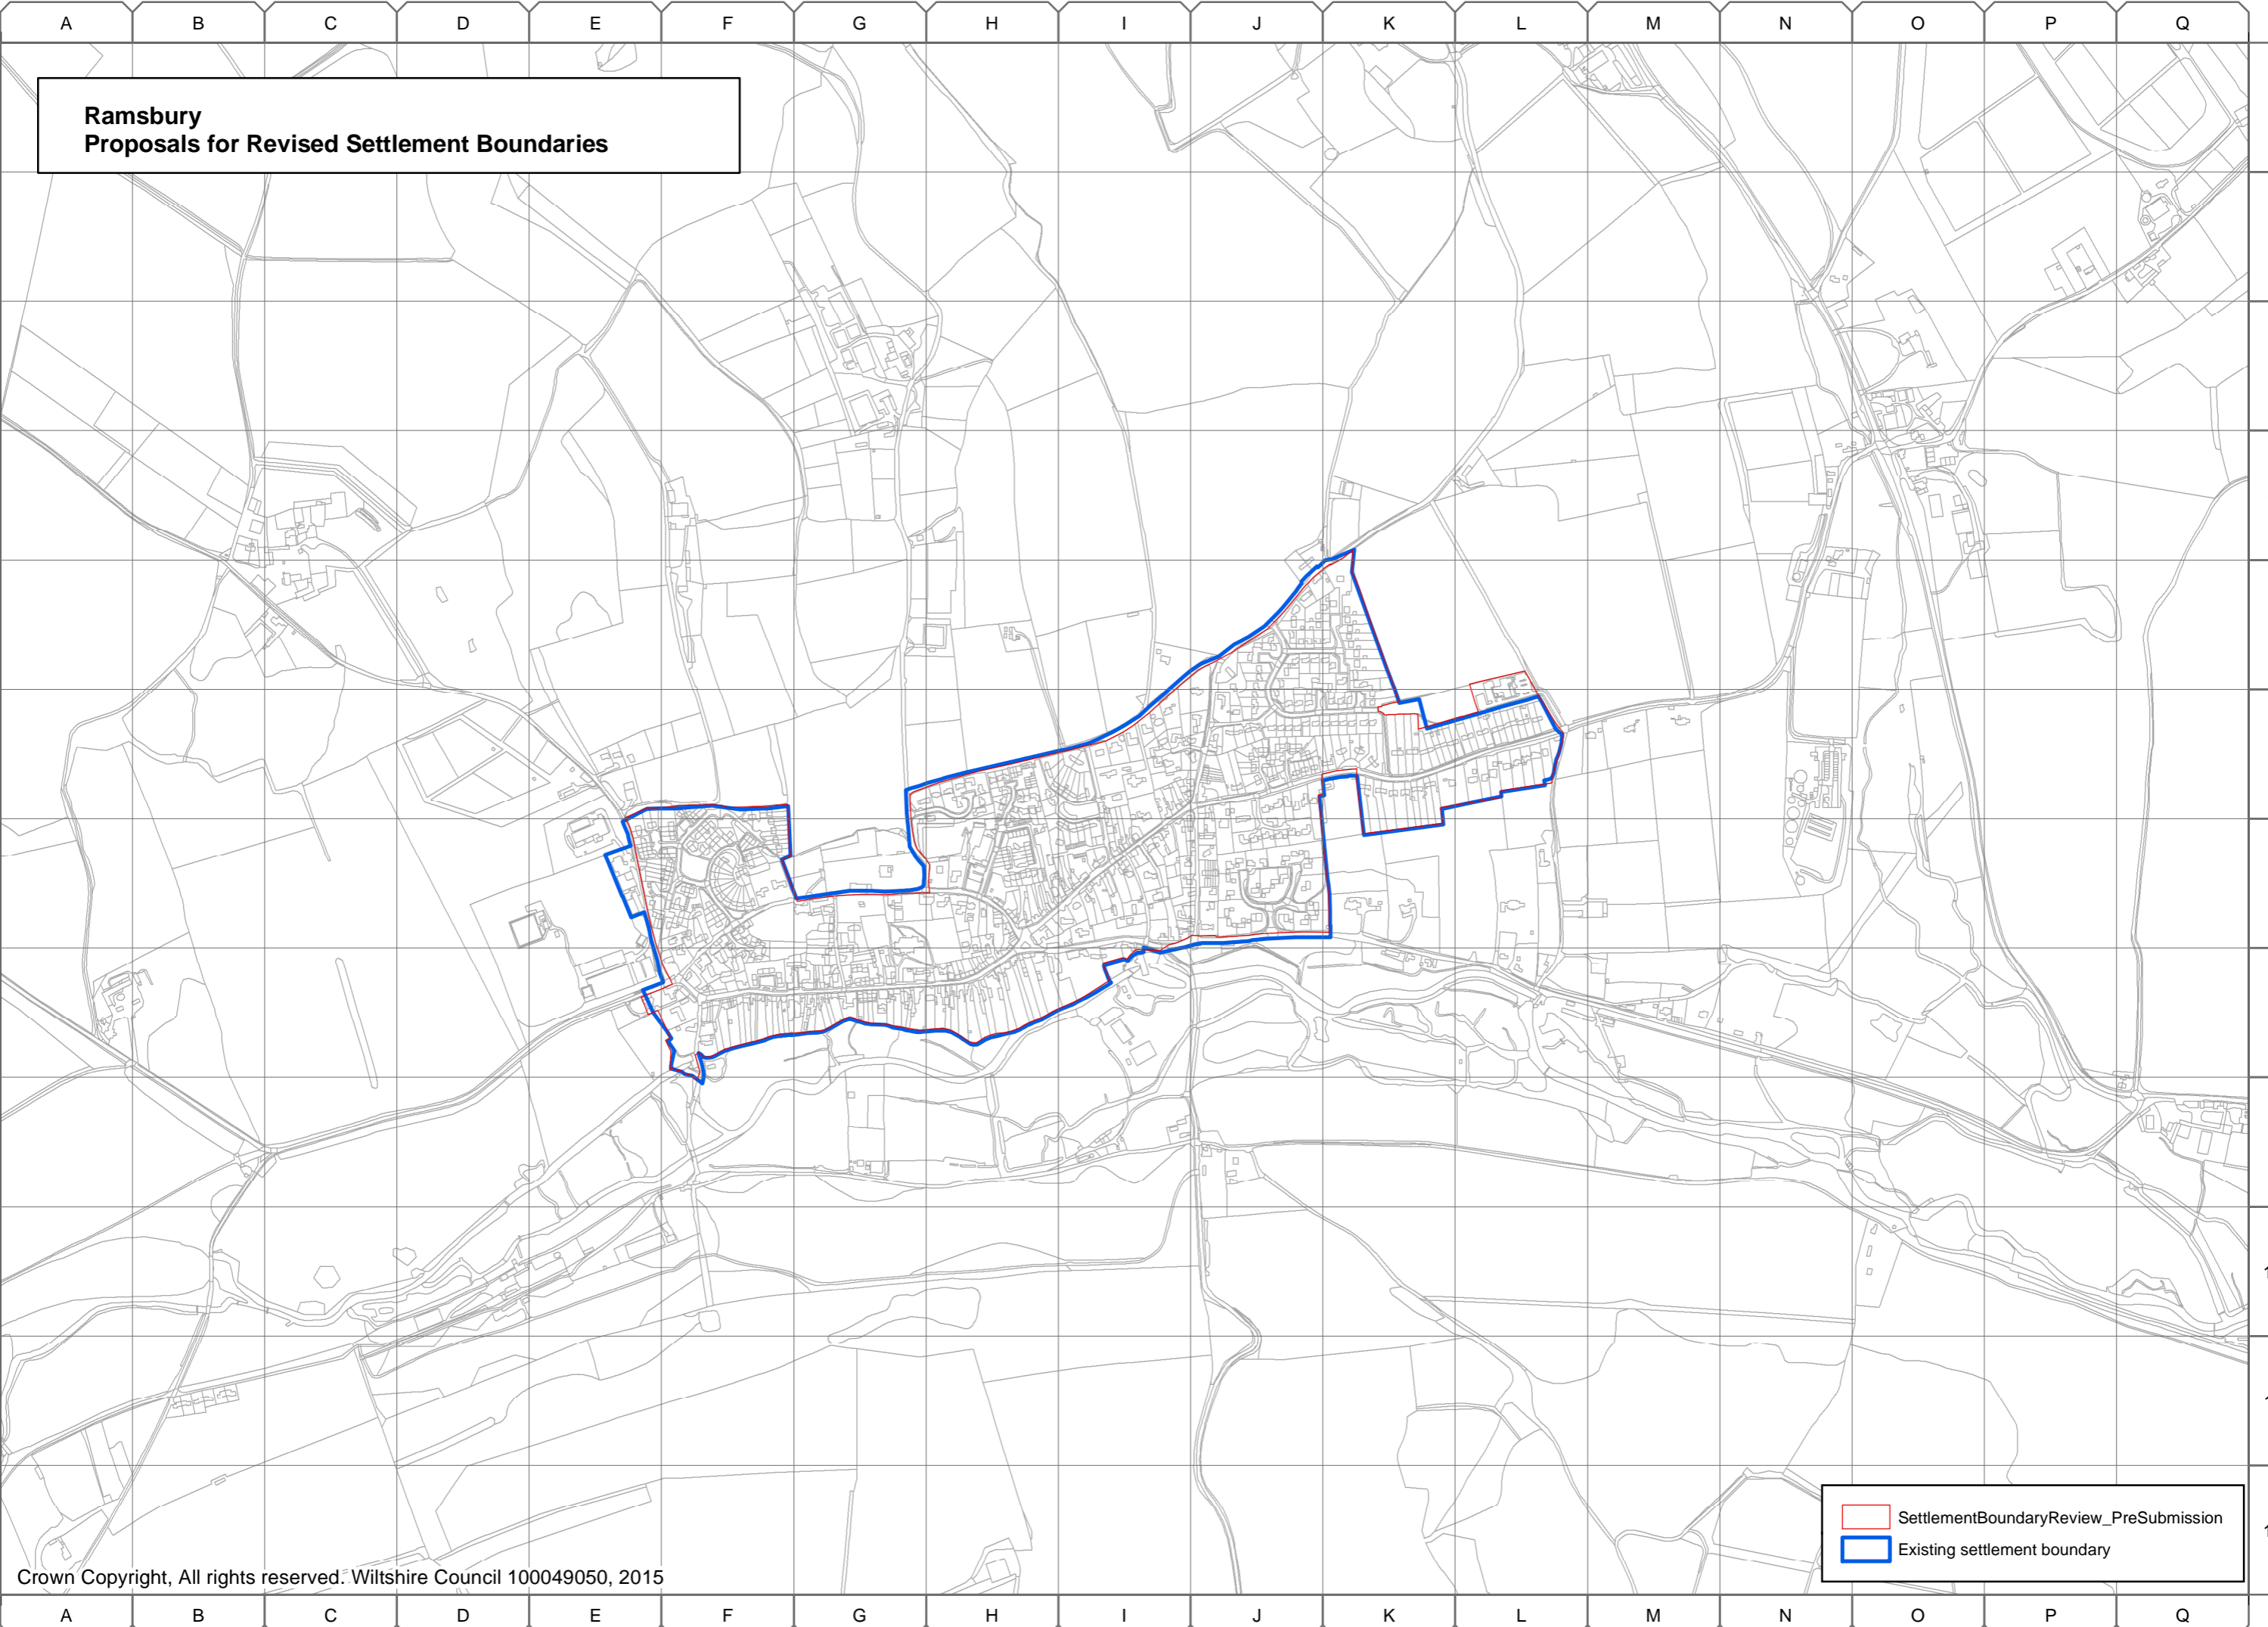 A B C D E F G H I J K L M N O P Q
Ramsbury
Proposals for Revised Settlement Boundaries
SettlementBoundaryReview_PreSubmission
Existing settlement boundary
Crown Copyright, All rights reserved. Wiltshire Council 100049050, 2015
A B C D E F G H I J K L M N O P Q